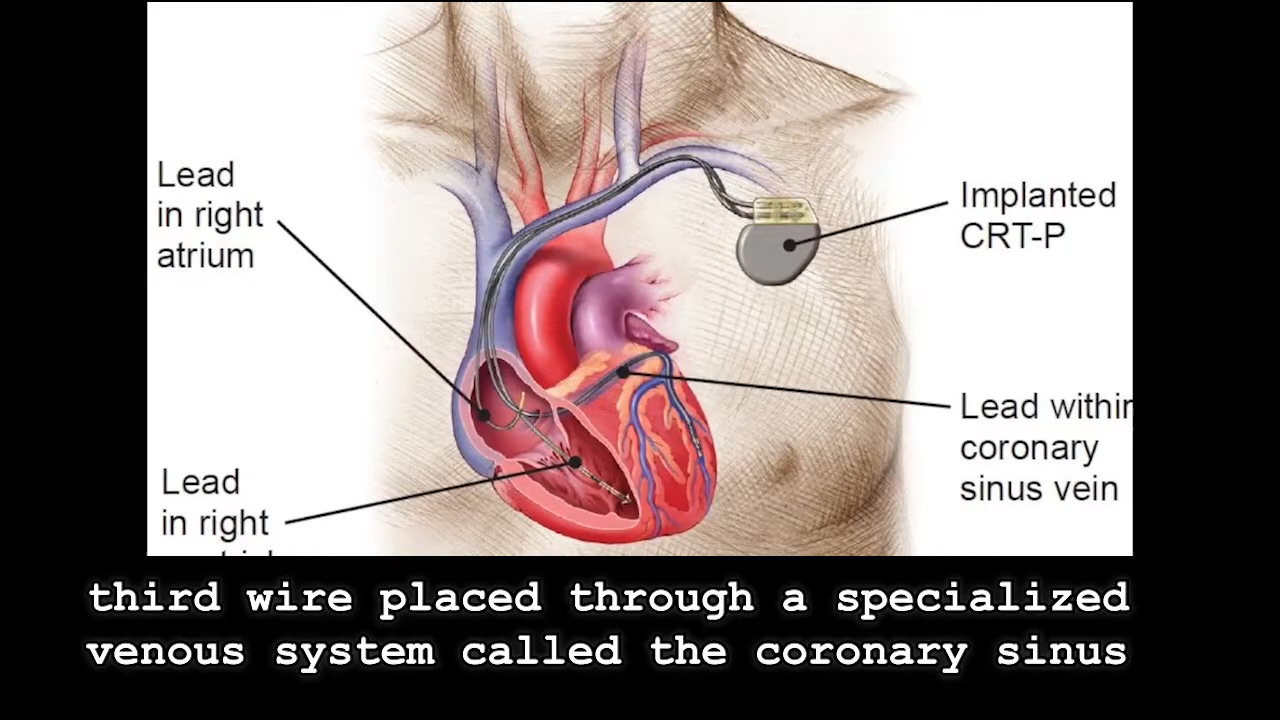 Lead
in right
atrium
Implanted
CRT-P
Lead within
coronary
sinus vein
Lead
in right
third wire placed through a specialized
venous system called the coronary sinus